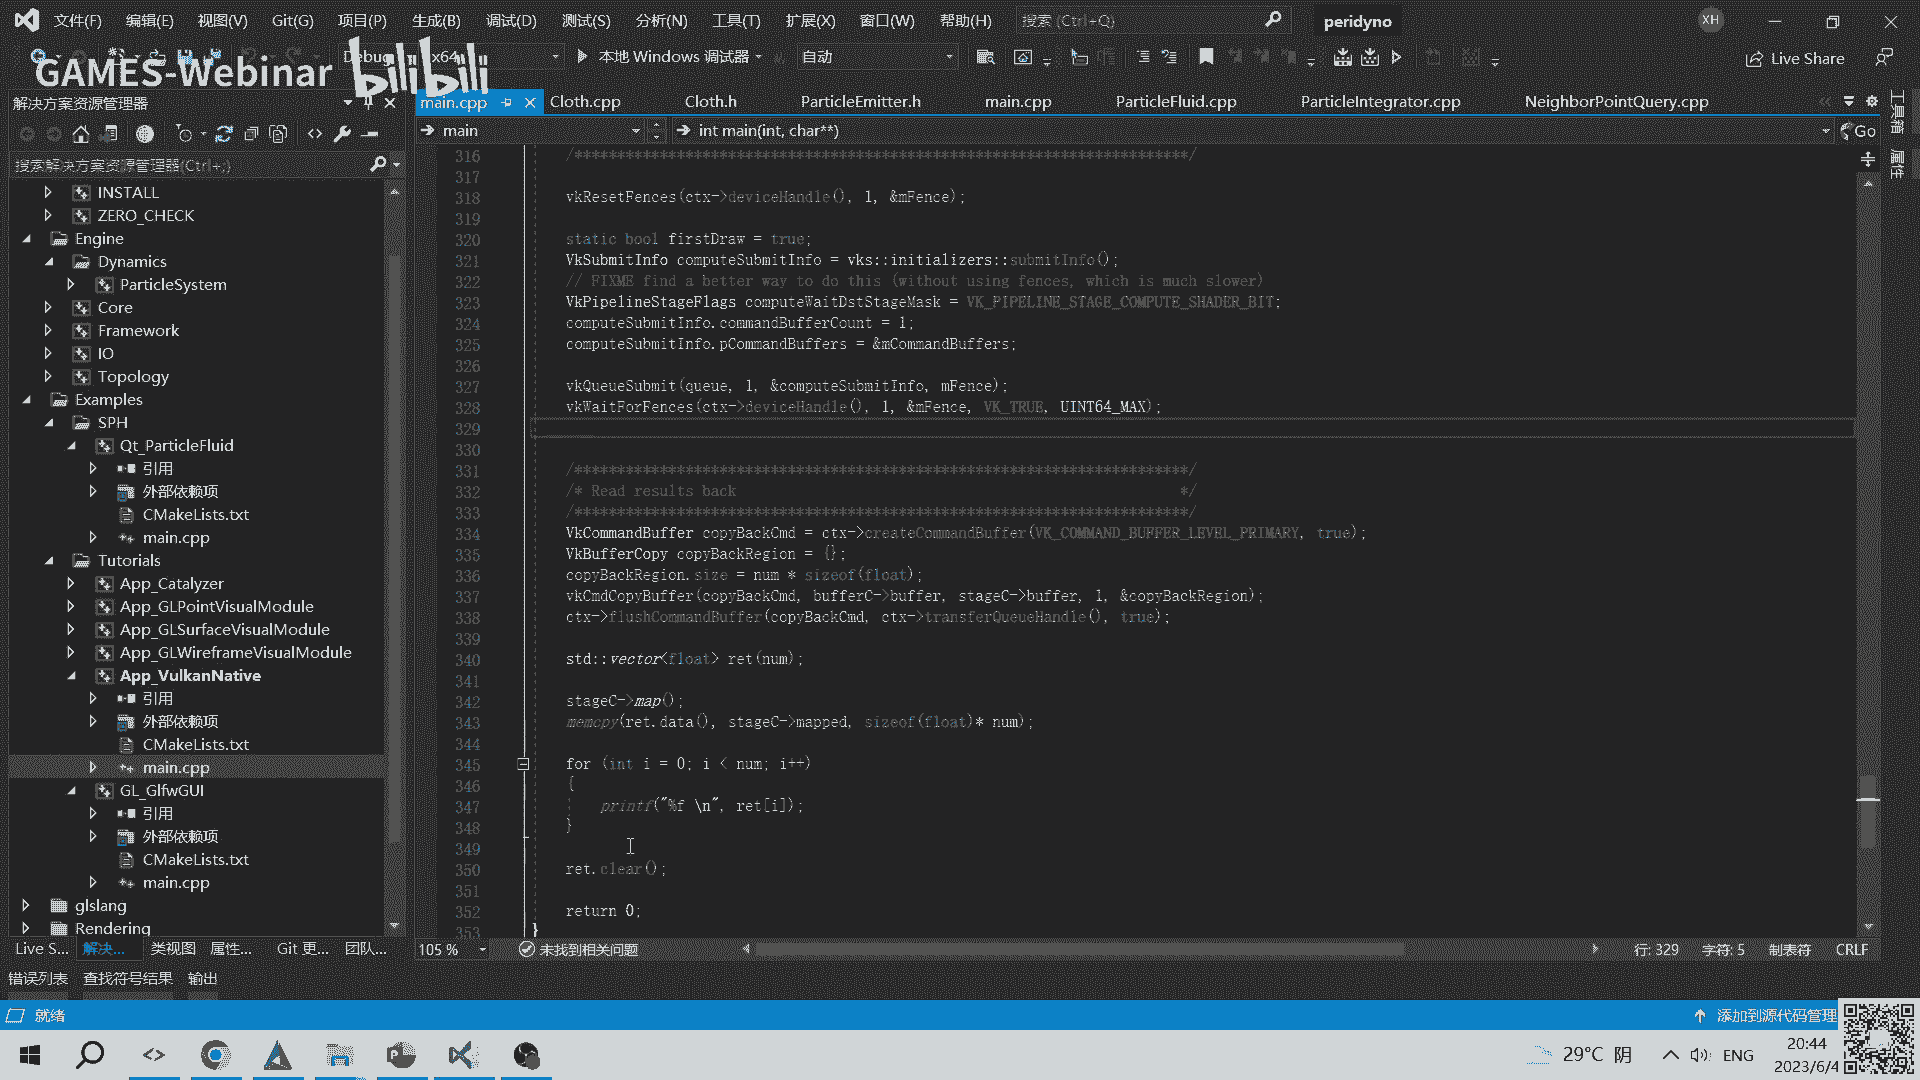 文件(F) 编辑(E) 视图(V) Git(G) 项目(P) 生成(B) 调试(D) 测试(S) 分析(N) 工具(T) 扩展(X) 窗口(W) 帮助(H) 搜索 (Ctrl+Q) peridyno XH
Debug x64 本地 Windows 调试器 自动 Live Share
GAMES-Webinar bilibili
解决方案资源管理器
main.cpp Cloth.cpp Cloth.h ParticleEmitter.h main.cpp ParticleFluid.cpp ParticleIntegrator.cpp NeighborPointQuery.cpp
main int main(int, char**) Go
工具箱
属性
搜索解决方案资源管理器(Ctrl+;)
INSTALL
ZERO_CHECK
Engine
Dynamics
ParticleSystem
Core
Framework
IO
Topology
Examples
SPH
Qt_ParticleFluid
引用
外部依赖项
CMakeLists.txt
main.cpp
Tutorials
App_Catalyzer
App_GLPointVisualModule
App_GLSurfaceVisualModule
App_GLWireframeVisualModule
App_VulkanNative
引用
外部依赖项
CMakeLists.txt
main.cpp
GL_GlfwGUI
引用
外部依赖项
CMakeLists.txt
main.cpp
glslang
Rendering
316 /***********************************************************************/
317
318 vkResetFences(ctx->deviceHandle(), 1, &mFence);
319
320 static bool firstDraw = true;
321 VkSubmitInfo computeSubmitInfo = vks::initializers::submitInfo();
322 // FIXME find a better way to do this (without using fences, which is much slower)
323 VkPipelineStageFlags computeWaitDstStageMask = VK_PIPELINE_STAGE_COMPUTE_SHADER_BIT;
324 computeSubmitInfo.commandBufferCount = 1;
325 computeSubmitInfo.pCommandBuffers = &mCommandBuffers;
326
327 vkQueueSubmit(queue, 1, &computeSubmitInfo, mFence);
328 vkWaitForFences(ctx->deviceHandle(), 1, &mFence, VK_TRUE, UINT64_MAX);
329
330
331 /***********************************************************************/
332 /* Read results back */
333 /***********************************************************************/
334 VkCommandBuffer copyBackCmd = ctx->createCommandBuffer(VK_COMMAND_BUFFER_LEVEL_PRIMARY, true);
335 VkBufferCopy copyBackRegion = {};
336 copyBackRegion.size = num * sizeof(float);
337 vkCmdCopyBuffer(copyBackCmd, bufferC->buffer, stageC->buffer, 1, &copyBackRegion);
338 ctx->flushCommandBuffer(copyBackCmd, ctx->transferQueueHandle(), true);
339
340 std::vector<float> ret(num);
341
342 stageC->map();
343 memcpy(ret.data(), stageC->mapped, sizeof(float)* num);
344
345 for (int i = 0; i < num; i++)
346 {
347 printf("%f \n", ret[i]);
348 }
349
350 ret.clear();
351
352 return 0;
353 }
Live S... 解决... 类视图 属性... Git 更... 团队...
105 % 未找到相关问题 行: 329 字符: 5 制表符 CRLF
错误列表 查找符号结果 输出
就绪 添加到源代码管理
29°C 阴 ENG 20:44
2023/6/4